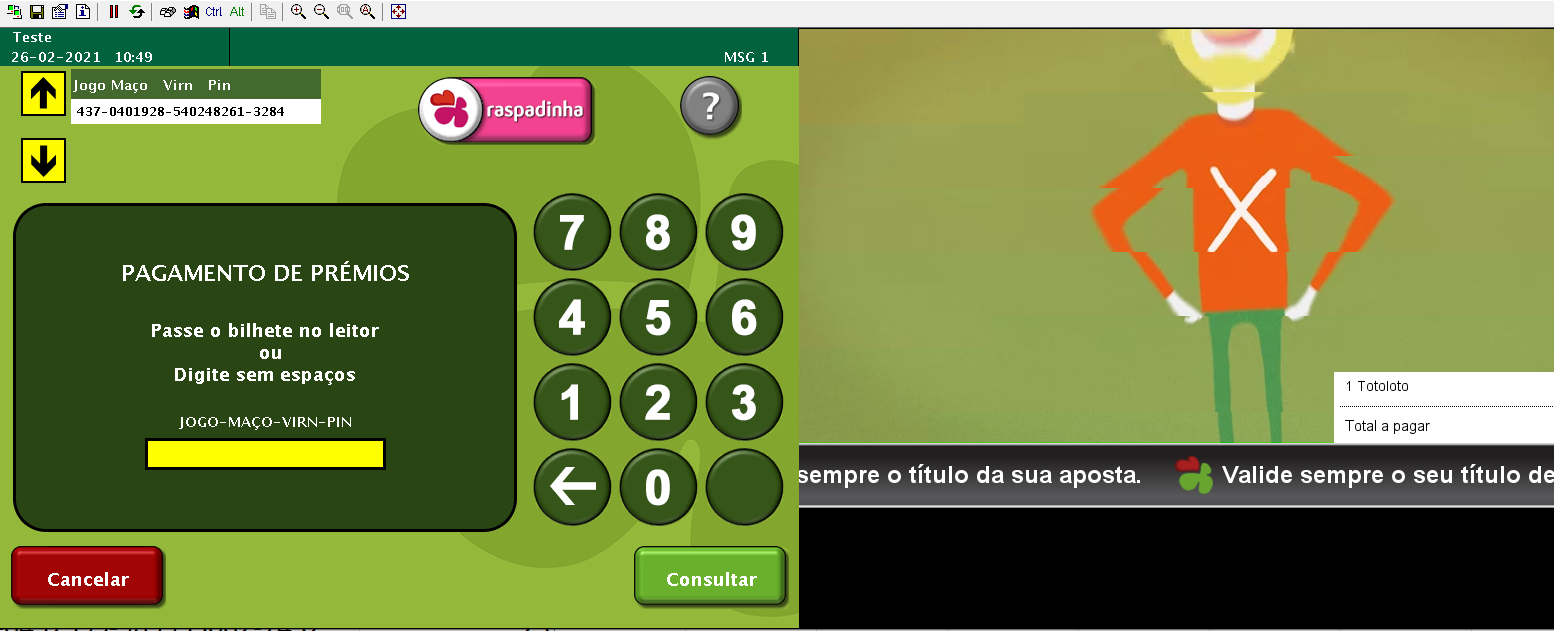 Ctrl Alt
Teste
26-02-2021 10:49
MSG 1
Jogo Maço Virn Pin
437-0401928-540248261-3284
raspadinha
?
PAGAMENTO DE PRÉMIOS
Passe o bilhete no leitor
ou
Digite sem espaços
JOGO-MAÇO-VIRN-PIN
7 8 9
4 5 6
1 2 3
0
Cancelar
Consultar
X
1 Totoloto
Total a pagar
sempre o título da sua aposta. Valide sempre o seu título de